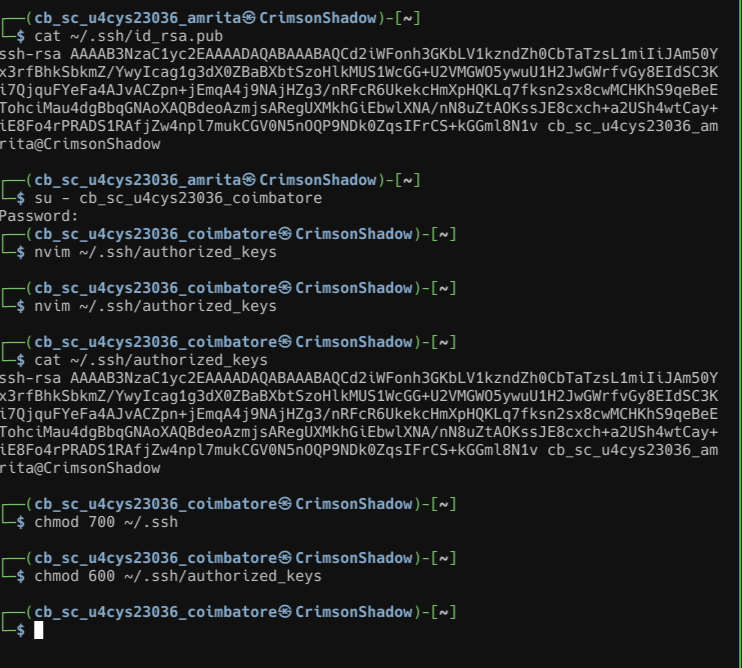 ┌──(cb_sc_u4cys23036_amrita㉿CrimsonShadow)-[~]
└─$ cat ~/.ssh/id_rsa.pub
ssh-rsa AAAAB3NzaC1yc2EAAAADAQABAAABAQCd2iWFonh3GKbLV1kzndZh0CbTaTzsL1miIiJAm50Y
x3rfBhkSbkmZ/YwyIcag1g3dX0ZBaBXbtSzoHlkMUS1WcGG+U2VMGWO5ywuU1H2JwGWrfvGy8EIdSC3K
i7QjquFYeFa4AJvACZpn+jEmqA4j9NAjHZg3/nRFcR6UkekcHmXpHQKLq7fksn2sx8cwMCHKhS9qeBeE
TohciMau4dgBbqGNAoXAQBdeoAzmjsARegUXMkhGiEbwlXNA/nN8uZtAOKssJE8cxch+a2USh4wtCay+
iE8Fo4rPRADS1RAfjZw4npl7mukCGV0N5nOQP9NDk0ZqsIFrCS+kGGml8N1v cb_sc_u4cys23036_am
rita@CrimsonShadow
┌──(cb_sc_u4cys23036_amrita㉿CrimsonShadow)-[~]
└─$ su - cb_sc_u4cys23036_coimbatore
Password:
┌──(cb_sc_u4cys23036_coimbatore㉿CrimsonShadow)-[~]
└─$ nvim ~/.ssh/authorized_keys
┌──(cb_sc_u4cys23036_coimbatore㉿CrimsonShadow)-[~]
└─$ nvim ~/.ssh/authorized_keys
┌──(cb_sc_u4cys23036_coimbatore㉿CrimsonShadow)-[~]
└─$ cat ~/.ssh/authorized_keys
ssh-rsa AAAAB3NzaC1yc2EAAAADAQABAAABAQCd2iWFonh3GKbLV1kzndZh0CbTaTzsL1miIiJAm50Y
x3rfBhkSbkmZ/YwyIcag1g3dX0ZBaBXbtSzoHlkMUS1WcGG+U2VMGWO5ywuU1H2JwGWrfvGy8EIdSC3K
i7QjquFYeFa4AJvACZpn+jEmqA4j9NAjHZg3/nRFcR6UkekcHmXpHQKLq7fksn2sx8cwMCHKhS9qeBeE
TohciMau4dgBbqGNAoXAQBdeoAzmjsARegUXMkhGiEbwlXNA/nN8uZtAOKssJE8cxch+a2USh4wtCay+
iE8Fo4rPRADS1RAfjZw4npl7mukCGV0N5nOQP9NDk0ZqsIFrCS+kGGml8N1v cb_sc_u4cys23036_am
rita@CrimsonShadow
┌──(cb_sc_u4cys23036_coimbatore㉿CrimsonShadow)-[~]
└─$ chmod 700 ~/.ssh
┌──(cb_sc_u4cys23036_coimbatore㉿CrimsonShadow)-[~]
└─$ chmod 600 ~/.ssh/authorized_keys
┌──(cb_sc_u4cys23036_coimbatore㉿CrimsonShadow)-[~]
└─$